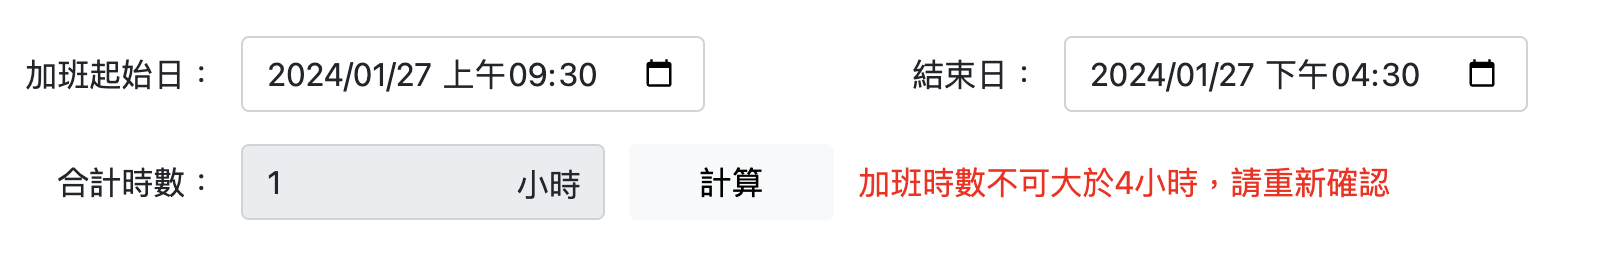 加班起始日： 2024/01/27 上午09:30 結束日： 2024/01/27 下午04:30
合計時數： 1 小時 計算 加班時數不可大於4小時，請重新確認